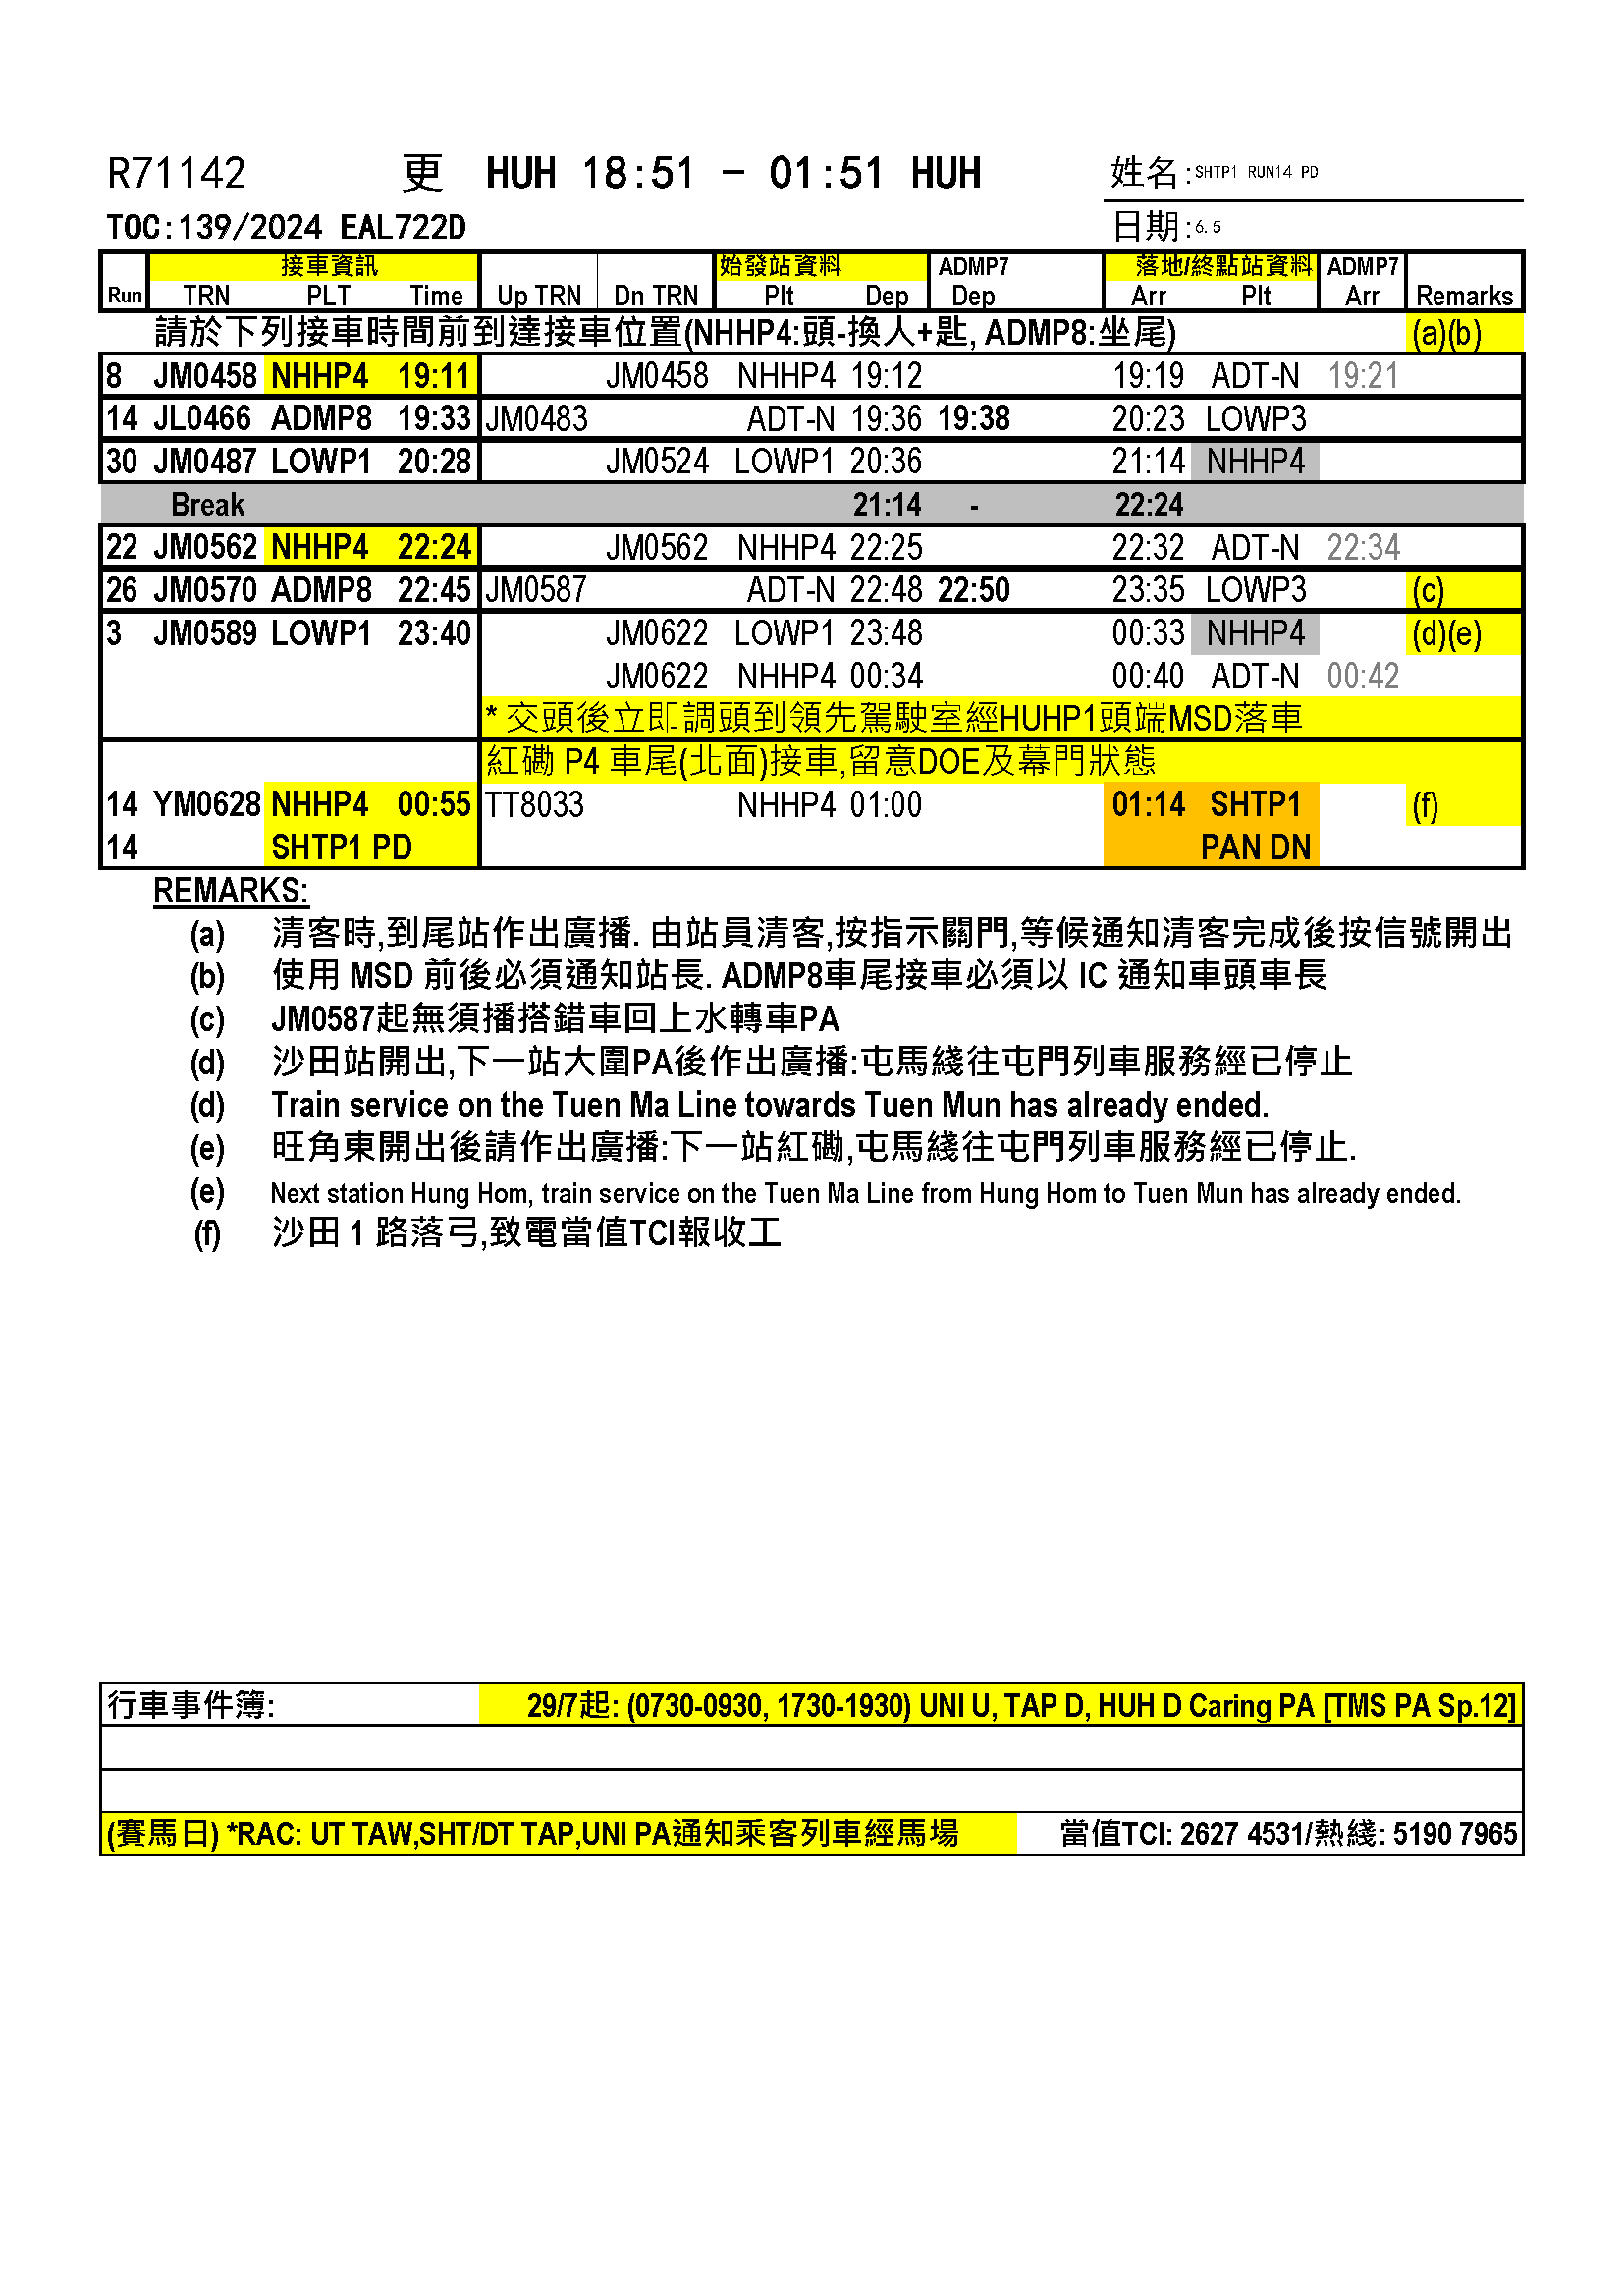 R71142 更 HUH 18:51 - 01:51 HUH 姓名:SHTP1 RUN14 PD
TOC:139/2024 EAL722D 日期:6.5
接車資訊 始發站資料 ADMP7 落地/終點站資料 ADMP7
Run TRN PLT Time Up TRN Dn TRN Plt Dep Dep Arr Plt Arr Remarks
請於下列接車時間前到達接車位置(NHHP4:頭-換人+匙, ADMP8:坐尾) (a)(b)
8 JM0458 NHHP4 19:11 JM0458 NHHP4 19:12 19:19 ADT-N 19:21
14 JL0466 ADMP8 19:33 JM0483 ADT-N 19:36 19:38 20:23 LOWP3
30 JM0487 LOWP1 20:28 JM0524 LOWP1 20:36 21:14 NHHP4
Break 21:14 - 22:24
22 JM0562 NHHP4 22:24 JM0562 NHHP4 22:25 22:32 ADT-N 22:34
26 JM0570 ADMP8 22:45 JM0587 ADT-N 22:48 22:50 23:35 LOWP3 (c)
3 JM0589 LOWP1 23:40 JM0622 LOWP1 23:48 00:33 NHHP4 (d)(e)
JM0622 NHHP4 00:34 00:40 ADT-N 00:42
* 交頭後立即調頭到領先駕駛室經HUHP1頭端MSD落車
紅磡 P4 車尾(北面)接車,留意DOE及幕門狀態
14 YM0628 NHHP4 00:55 TT8033 NHHP4 01:00 01:14 SHTP1 (f)
14 SHTP1 PD PAN DN
REMARKS:
(a) 清客時,到尾站作出廣播. 由站員清客,按指示關門,等候通知清客完成後按信號開出
(b) 使用 MSD 前後必須通知站長. ADMP8車尾接車必須以 IC 通知車頭車長
(c) JM0587起無須播搭錯車回上水轉車PA
(d) 沙田站開出,下一站大圍PA後作出廣播:屯馬綫往屯門列車服務經已停止
(d) Train service on the Tuen Ma Line towards Tuen Mun has already ended.
(e) 旺角東開出後請作出廣播:下一站紅磡,屯馬綫往屯門列車服務經已停止.
(e) Next station Hung Hom, train service on the Tuen Ma Line from Hung Hom to Tuen Mun has already ended.
(f) 沙田 1 路落弓,致電當值TCI報收工
行車事件簿: 29/7起: (0730-0930, 1730-1930) UNI U, TAP D, HUH D Caring PA [TMS PA Sp.12]
(賽馬日) *RAC: UT TAW,SHT/DT TAP,UNI PA通知乘客列車經馬場 當值TCI: 2627 4531/熱綫: 5190 7965